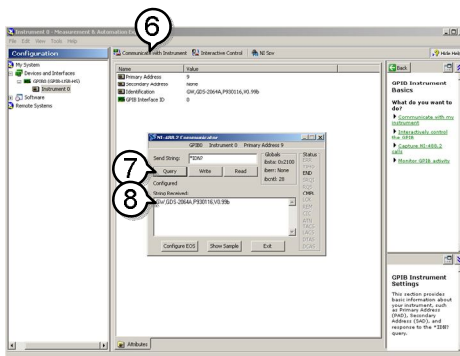 Instrument 0 - Measurement & Automation
File Edit View Tools Help
Configuration
Communicate with Instrument
Interactive Control
NI Spy
Hide Help
6
My System
Devices and Interfaces
GPIB0 (GPIB-USB-HS)
Instrument 0
Software
Remote Systems
Name Value
Primary Address 9
Secondary Address None
Identification GW,GDS-2064A,P930116,V0.99b
GPIB Interface ID 0
NI-488.2 Communicator
GPIB0 Instrument 0 Primary Address 9
Send String: *IDN?
7
Query Write Read
Configured
String Received:
8
GW,GDS-2064A,P930116,V0.99b
Globals
ibsta: 0x2100
iberr: None
ibcntl: 28
Status
ERR
TIMO
END
SRQI
RQS
CMPL
LOK
REM
CIC
ATN
TACS
LACS
DTAS
DCAS
Configure EOS Show Sample Exit
Attributes
Back
GPIB Instrument
Basics
What do you want to
do?
Communicate with my
instrument
Interactively control
the GPIB
Capture NI-488.2
calls
Monitor GPIB activity
GPIB Instrument
Settings
This section provides
basic information about
your instrument, such
as Primary Address
(PAD), Secondary
Address (SAD), and
response to the *IDN?
query.